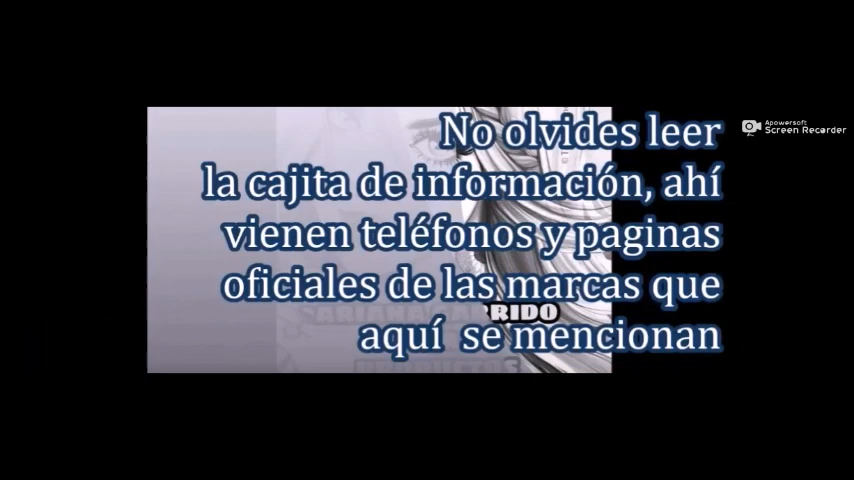 No olvides leer
la cajita de información, ahí
vienen teléfonos y paginas
oficiales de las marcas que
aquí se mencionan
Apowersoft
Screen Recorder